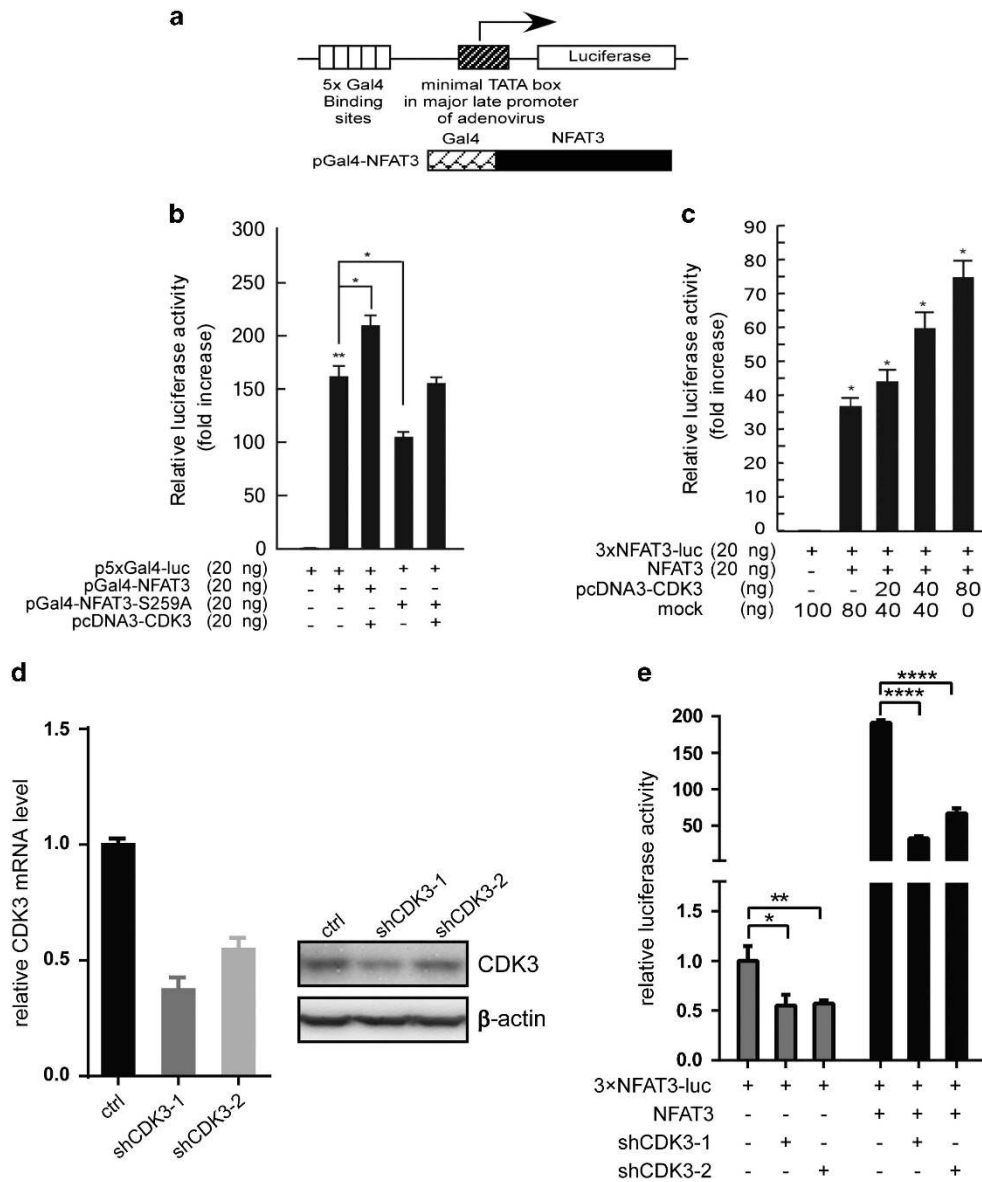 a
Luciferase
5x Gal4
Binding
sites
minimal TATA box
in major late promoter
of adenovirus
Gal4 NFAT3
pGal4-NFAT3
b
Relative luciferase activity
(fold increase)
300
250
200
150
100
50
0
*
*
**
p5xGal4-luc (20 ng) + + + + +
pGal4-NFAT3 (20 ng) - + + - -
pGal4-NFAT3-S259A (20 ng) - - - + +
pcDNA3-CDK3 (20 ng) - - + - +
c
Relative luciferase activity
(fold increase)
90
80
70
60
50
40
30
20
10
0
* * * *
3xNFAT3-luc (20 ng) + + + + +
NFAT3 (20 ng) - + + + +
pcDNA3-CDK3 (ng) - - 20 40 80
mock (ng) 100 80 40 40 0
d
relative CDK3 mRNA level
1.5
1.0
0.5
0.0
ctrl shCDK3-1 shCDK3-2
ctrl shCDK3-1 shCDK3-2
CDK3
β-actin
e
relative luciferase activity
200
150
100
50
1.5
1.0
0.5
0.0
**
*
****
****
3×NFAT3-luc + + + + + +
NFAT3 - - - + + +
shCDK3-1 - + - - + -
shCDK3-2 - - + - - +